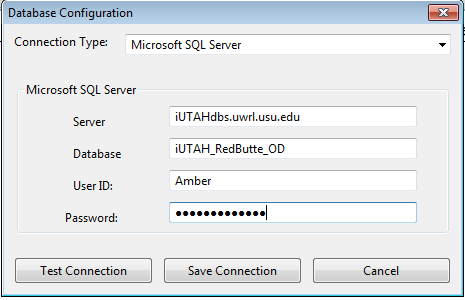 Database Configuration
Connection Type: Microsoft SQL Server
Microsoft SQL Server
Server iUTAHdbs.uwrl.usu.edu
Database iUTAH_RedButte_OD
User ID: Amber
Password: ●●●●●●●●●●●●●
Test Connection Save Connection Cancel